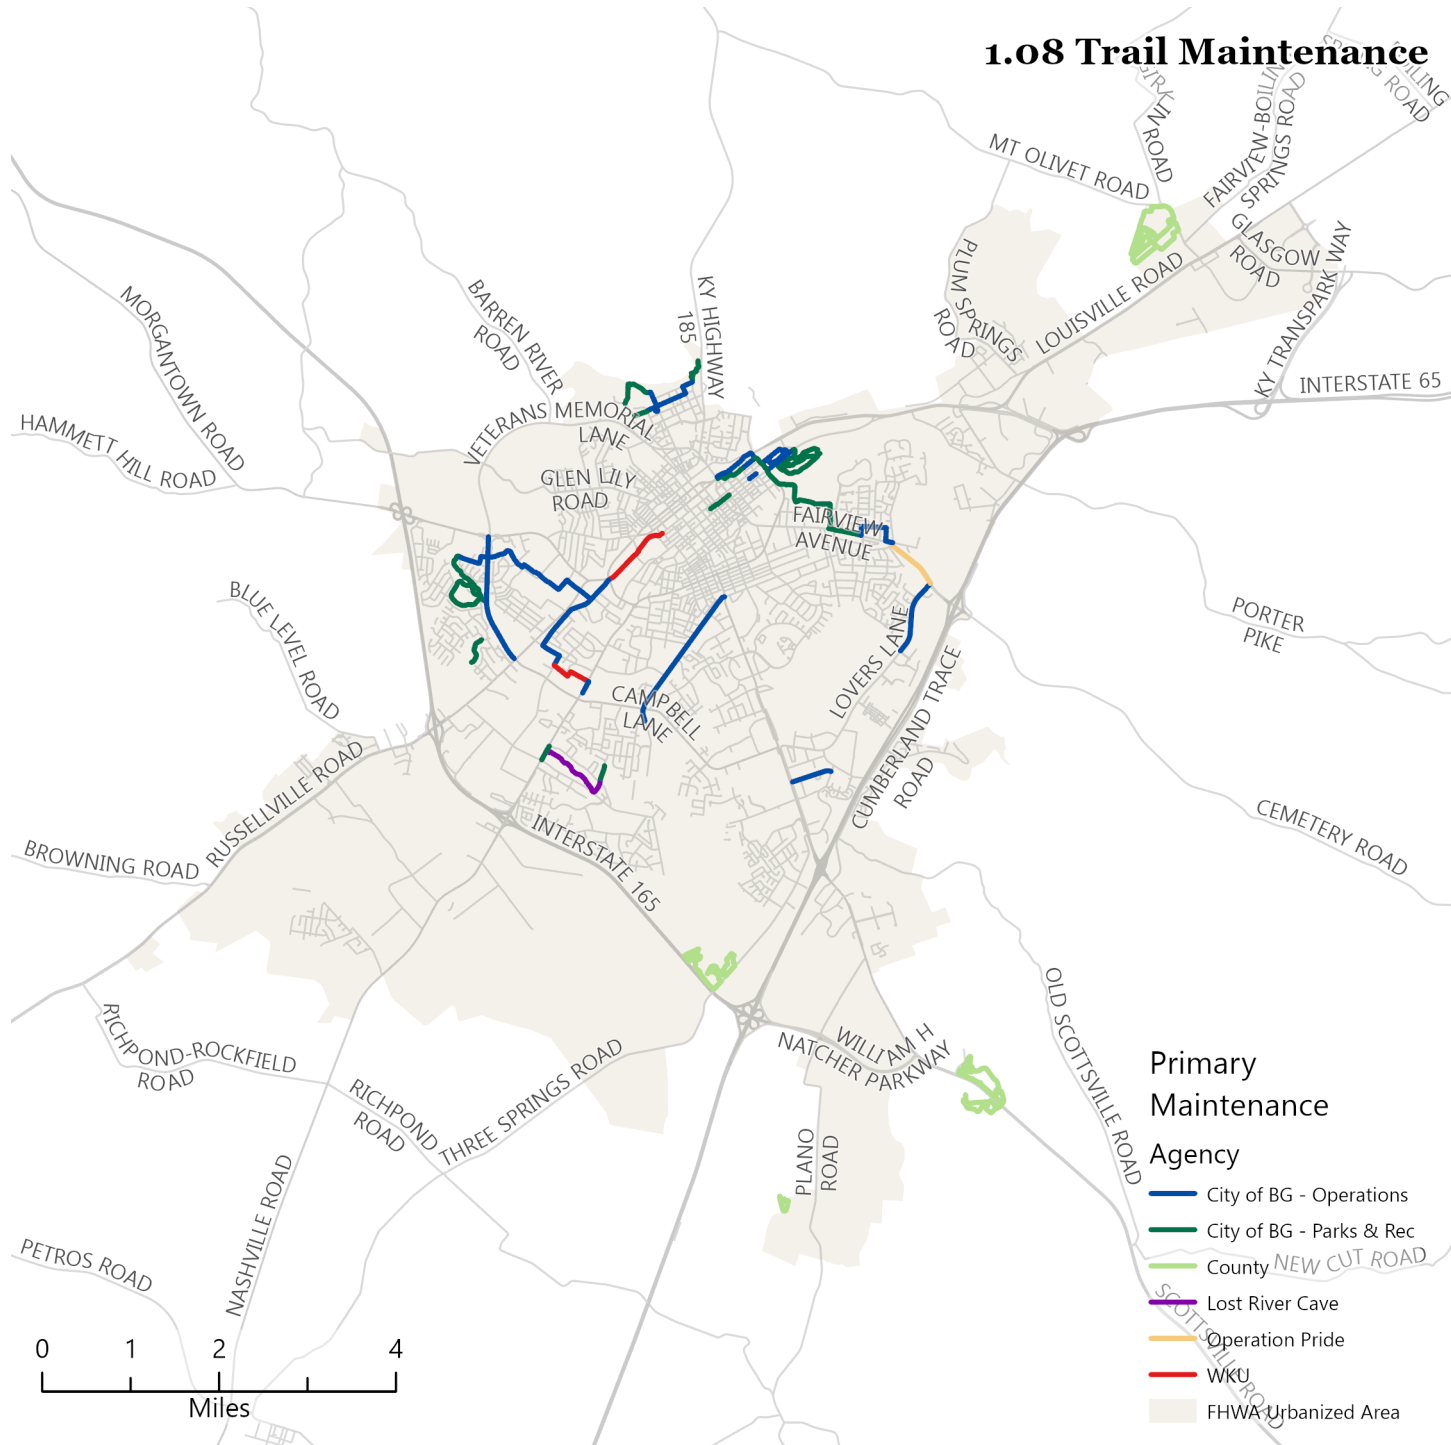 1.08 Trail Maintenance
GIRKIN
ROAD
FAIRVIEW-BOILING
SPRINGS ROAD
BOILING
SPRING ROAD
MT OLIVET ROAD
GLASGOW
ROAD
KY TRANSPARK WAY
PLUM SPRINGS
ROAD
LOUISVILLE ROAD
INTERSTATE 65
KY HIGHWAY
185
BARREN RIVER
ROAD
MORGANTOWN ROAD
HAMMETT HILL ROAD
VETERANS MEMORIAL
LANE
GLEN LILY
ROAD
FAIRVIEW
AVENUE
BLUE LEVEL ROAD
LOVERS LANE
PORTER
PIKE
CAMPBELL
LANE
CUMBERLAND TRACE
ROAD
RUSSELLVILLE ROAD
BROWNING ROAD
INTERSTATE 165
CEMETERY ROAD
OLD SCOTTSVILLE ROAD
RICHPOND-ROCKFIELD
ROAD
WILLIAM H
NATCHER PARKWAY
RICHPOND
ROAD
THREE SPRINGS ROAD
PLANO
ROAD
NASHVILLE ROAD
PETROS ROAD
NEW CUT ROAD
SCOTTSVILLE ROAD
Primary
Maintenance
Agency
City of BG - Operations
City of BG - Parks & Rec
County
Lost River Cave
Operation Pride
WKU
FHWA Urbanized Area
0 1 2 4
Miles